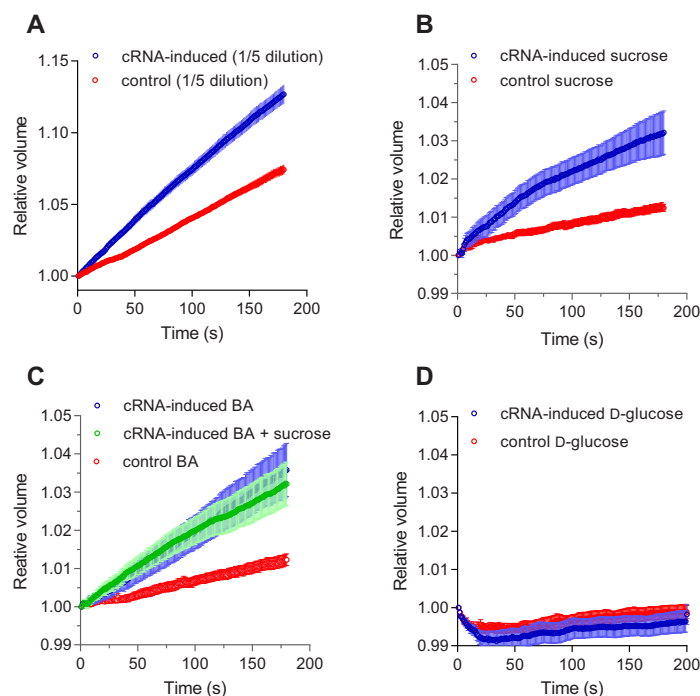 A
cRNA-induced (1/5 dilution)
control (1/5 dilution)
1.15
1.10
1.05
1.00
Relative volume
0 50 100 150 200
Time (s)
B
cRNA-induced sucrose
control sucrose
1.05
1.04
1.03
1.02
1.01
1.00
0.99
Relative volume
0 50 100 150 200
Time (s)
C
cRNA-induced BA
cRNA-induced BA + sucrose
control BA
1.05
1.04
1.03
1.02
1.01
1.00
0.99
Reative volume
0 50 100 150 200
Time (s)
D
cRNA-induced D-glucose
control D-glucose
1.05
1.04
1.03
1.02
1.01
1.00
0.99
Relative volume
0 50 100 150 200
Time (s)